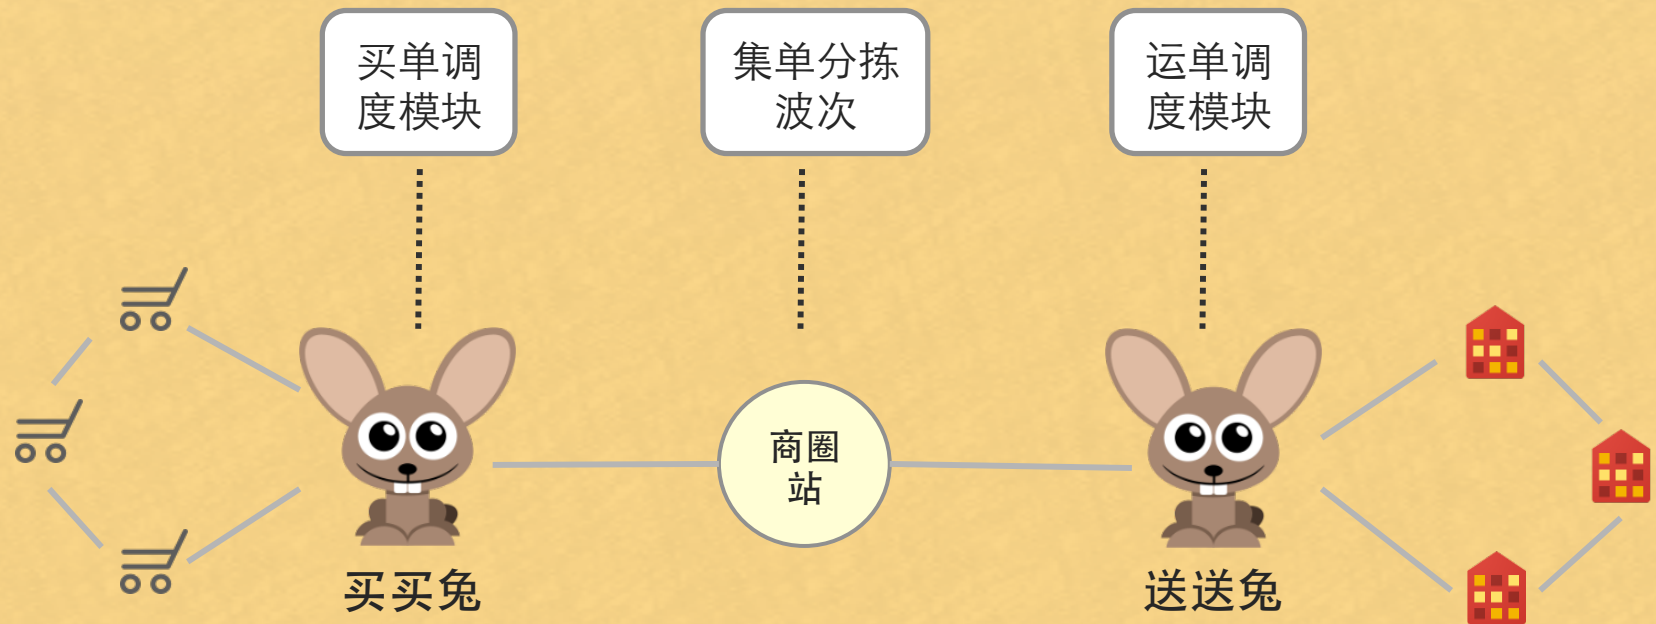 买单调
度模块
集单分拣
波次
运单调
度模块
商圈
站
买买兔
送送兔